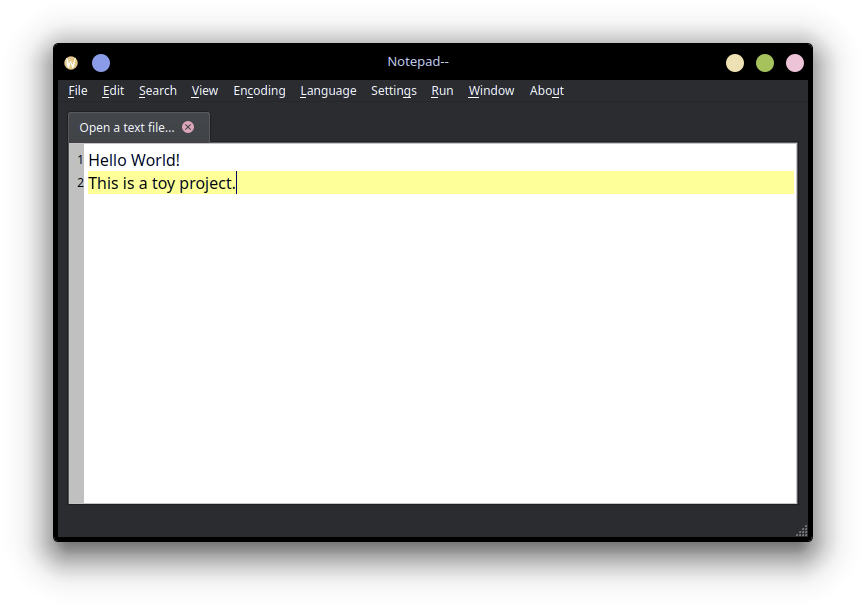 Notepad--
File Edit Search View Encoding Language Settings Run Window About
Open a text file...
1 Hello World!
2 This is a toy project.